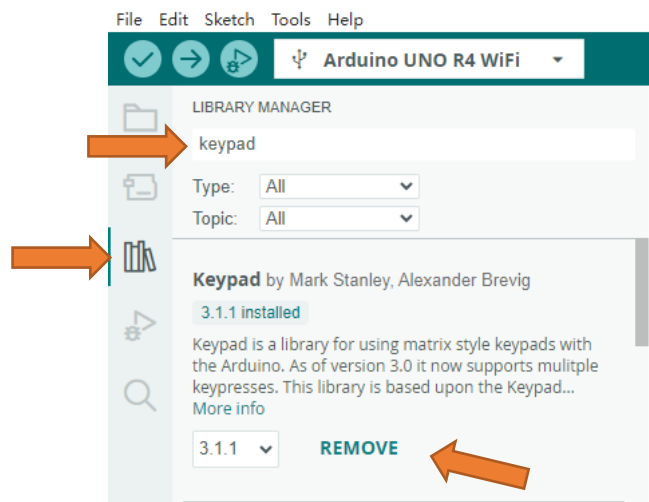 File Edit Sketch Tools Help
Arduino UNO R4 WiFi
LIBRARY MANAGER
keypad
Type: All
Topic: All
Keypad by Mark Stanley, Alexander Brevig
3.1.1 installed
Keypad is a library for using matrix style keypads with
the Arduino. As of version 3.0 it now supports mulitple
keypresses. This library is based upon the Keypad...
More info
3.1.1 REMOVE